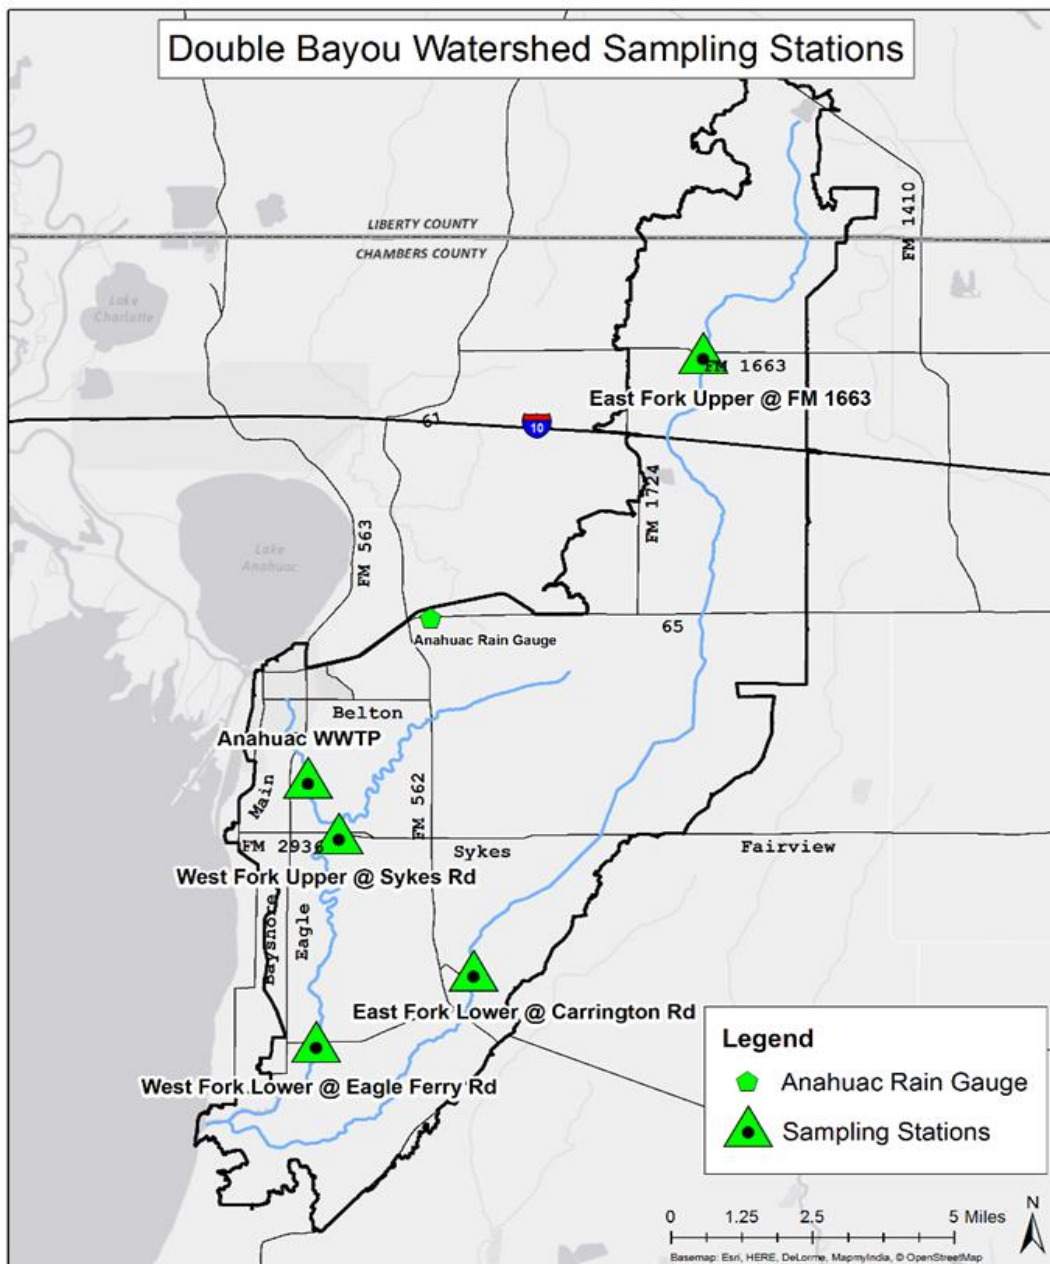 Double Bayou Watershed Sampling Stations
LIBERTY COUNTY
CHAMBERS COUNTY
FM 1410
Lake
Charlotte
FM 1663
East Fork Upper @ FM 1663
61
10
FM 1724
FM 563
Lake
Anahuac
65
Anahuac Rain Gauge
Belton
Anahuac WWTP
Main
FM 562
FM 2936
Sykes
Fairview
West Fork Upper @ Sykes Rd
Bayshore
Eagle
East Fork Lower @ Carrington Rd
West Fork Lower @ Eagle Ferry Rd
Legend
Anahuac Rain Gauge
Sampling Stations
N
0 1.25 2.5 5 Miles
Basemap: Esri, HERE, DeLorme, MapmyIndia, © OpenStreetMap